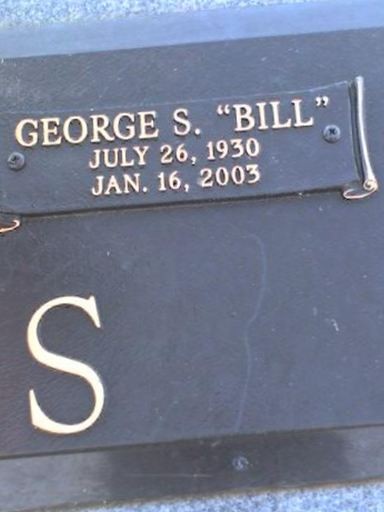 GEORGE S. “BILL”
JULY 26, 1930
JAN. 16, 2003
S